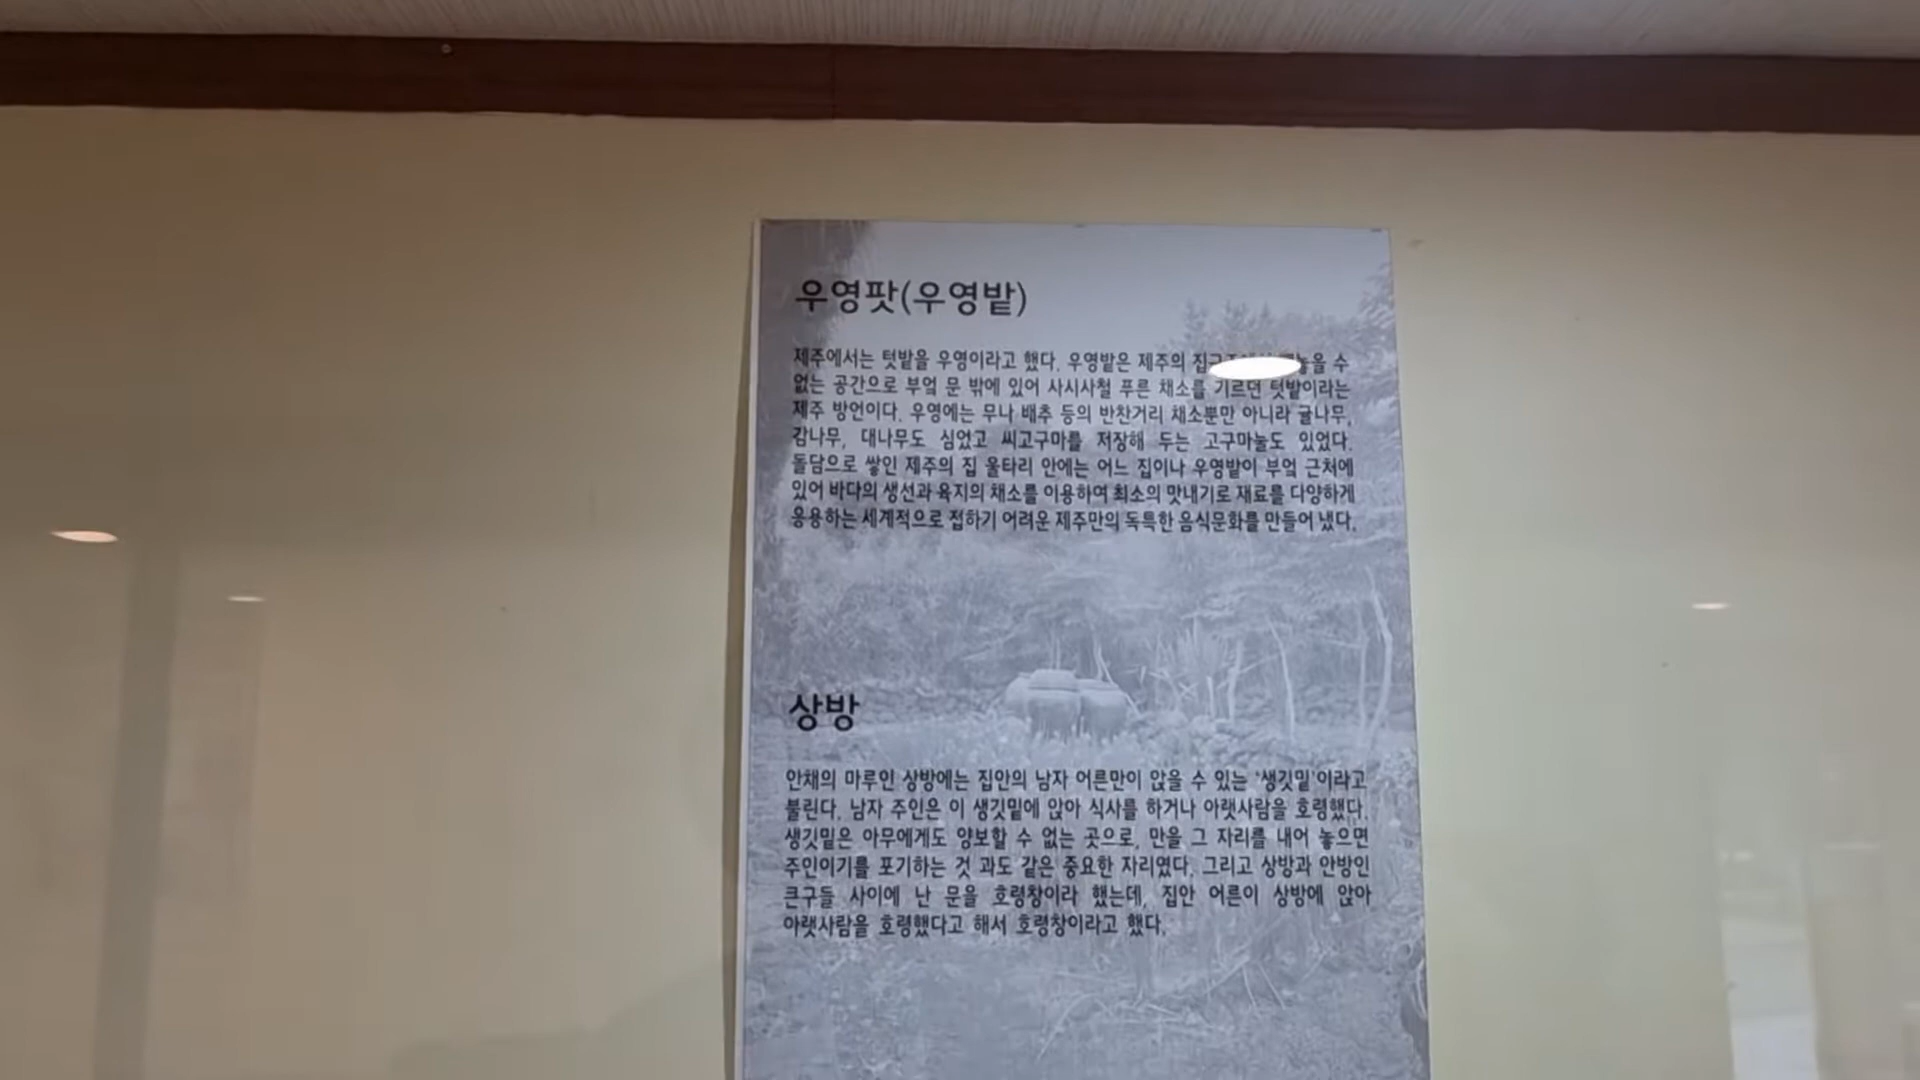 우영팟(우영밭)
제주에서는 텃밭을 우영이라고 했다. 우영밭은 제주의 수
없는 공간으로 부엌 문 밖에 있어 사시사철 푸른 채소를 기르던 텃밭이라는
제주 방언이다. 우영에는 무나 배추 등의 반찬거리 채소뿐만 아니라 귤나무,
감나무, 대나무도 심었고 씨고구마를 저장해 두는 고구마눌도 있었다.
돌담으로 쌓인 제주의 집 울타리 안에는 어느 집이나 우영밭이 부엌 근처에
있어 바다의 생선과 육지의 채소를 이용하여 최소의 맛내기로 재료를 다양하게
응용하는 세계적으로 접하기 어려운 제주만의 독특한 음식문화를 만들어 냈다.
상방
안채의 마루인 상방에는 집안의 남자 어른만이 앉을 수 있는 '생깃밑'이라고
불린다. 남자 주인은 이 생깃밑에 앉아 식사를 하거나 아랫사람을 호령했다.
생깃밑은 아무에게도 양보할 수 없는 곳으로, 만을 그 자리를 내어 놓으면
주인이기를 포기하는 것 과도 같은 중요한 자리였다. 그리고 상방과 안방인
큰구들 사이에 난 문을 호령창이라 했는데, 집안 어른이 상방에 앉아
아랫사람을 호령했다고 해서 호령창이라고 했다.